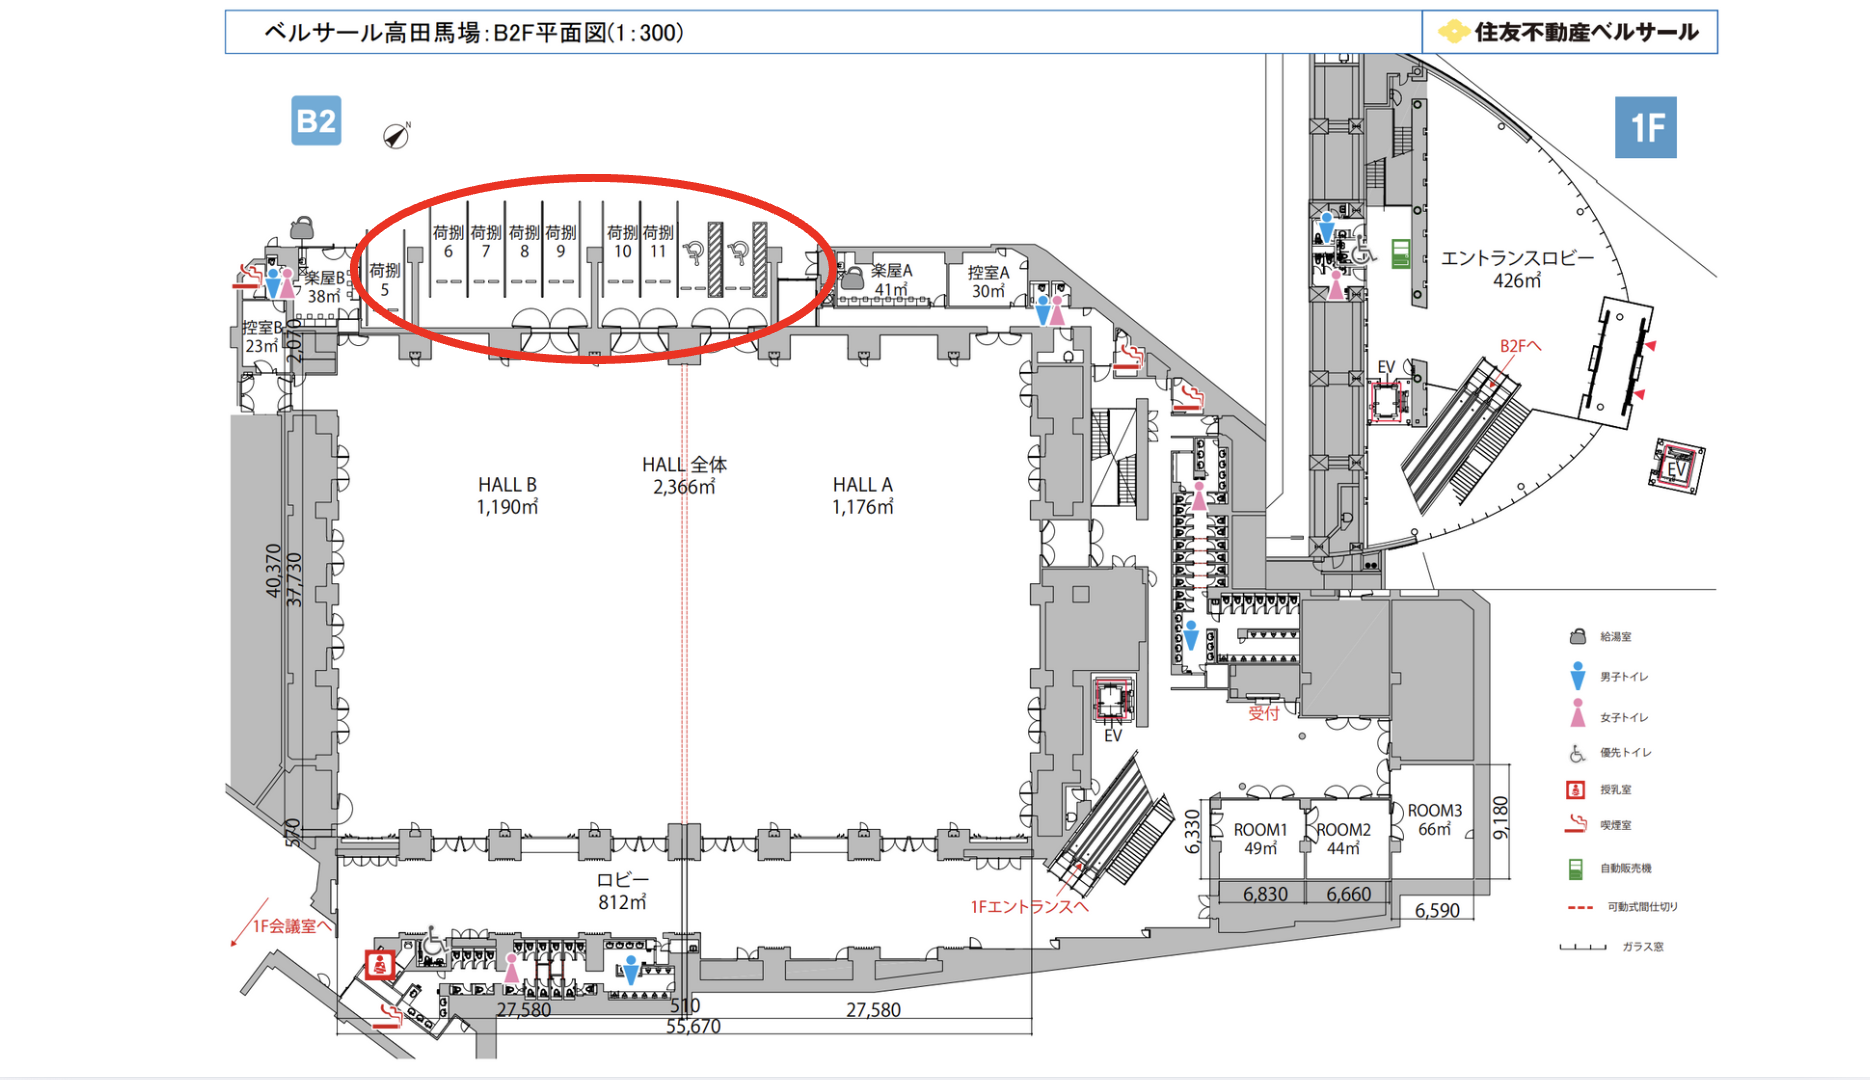 ベルサール高田馬場：B2F平面図(1：300)
住友不動産ベルサール
B2
N
1F
荷捌
5
荷捌
6
荷捌
7
荷捌
8
荷捌
9
荷捌
10
荷捌
11
楽屋B
38㎡
控室B
23㎡
楽屋A
41㎡
控室A
30㎡
エントランスロビー
426㎡
B2Fへ
EV
EV
HALL B
1,190㎡
HALL 全体
2,366㎡
HALL A
1,176㎡
2,070
40,370
37,730
570
EV
受付
ROOM1
49㎡
ROOM2
44㎡
ROOM3
66㎡
6,330
9,180
6,830
6,660
6,590
ロビー
812㎡
1Fエントランスへ
1F会議室へ
27,580
510
27,580
55,670
給湯室
男子トイレ
女子トイレ
優先トイレ
授乳室
喫煙室
自動販売機
可動式間仕切り
ガラス窓